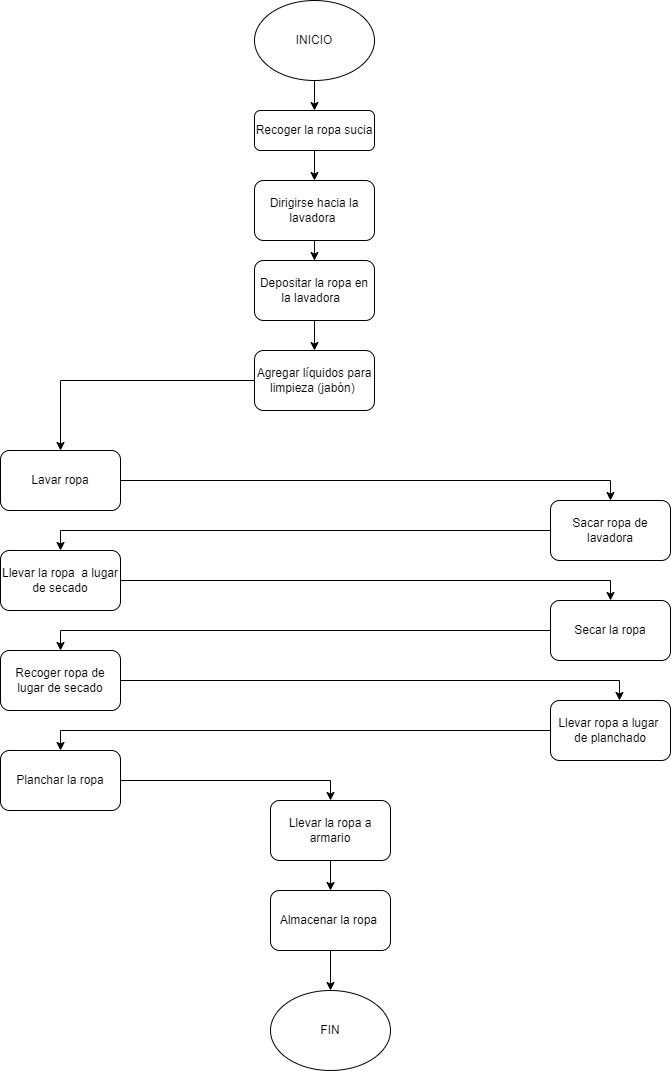 INICIO
Recoger la ropa sucia
Dirigirse hacia la
lavadora
Depositar la ropa en
la lavadora
Agregar líquidos para
limpieza (jabón)
Lavar ropa
Sacar ropa de
lavadora
Llevar la ropa a lugar
de secado
Secar la ropa
Recoger ropa de
lugar de secado
Llevar ropa a lugar
de planchado
Planchar la ropa
Llevar la ropa a
armario
Almacenar la ropa
FIN